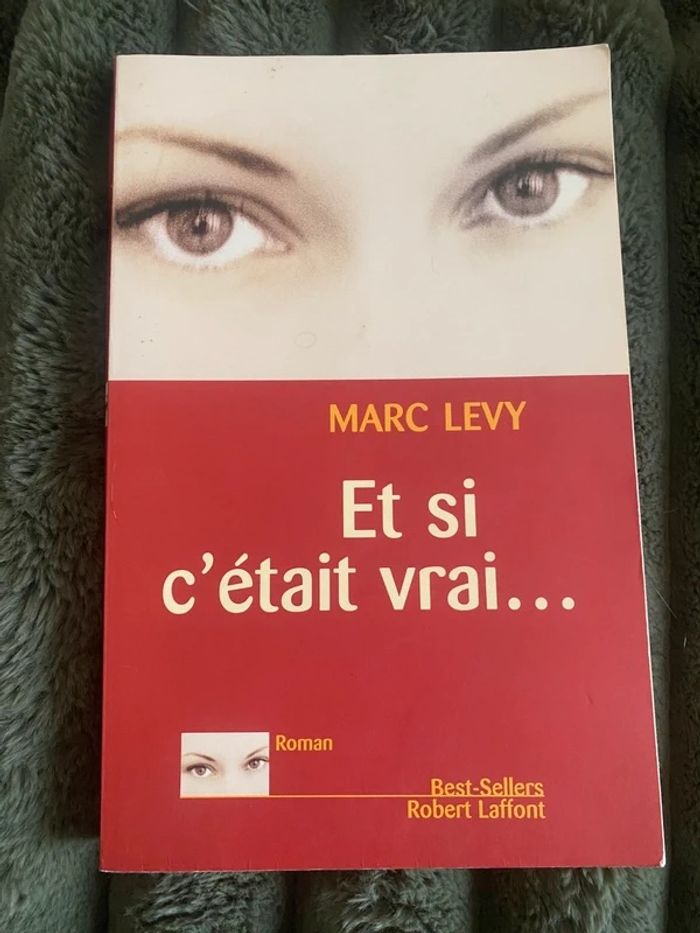 MARC LEVY
Et si
c'était vrai...
Roman
Best-Sellers
Robert Laffont